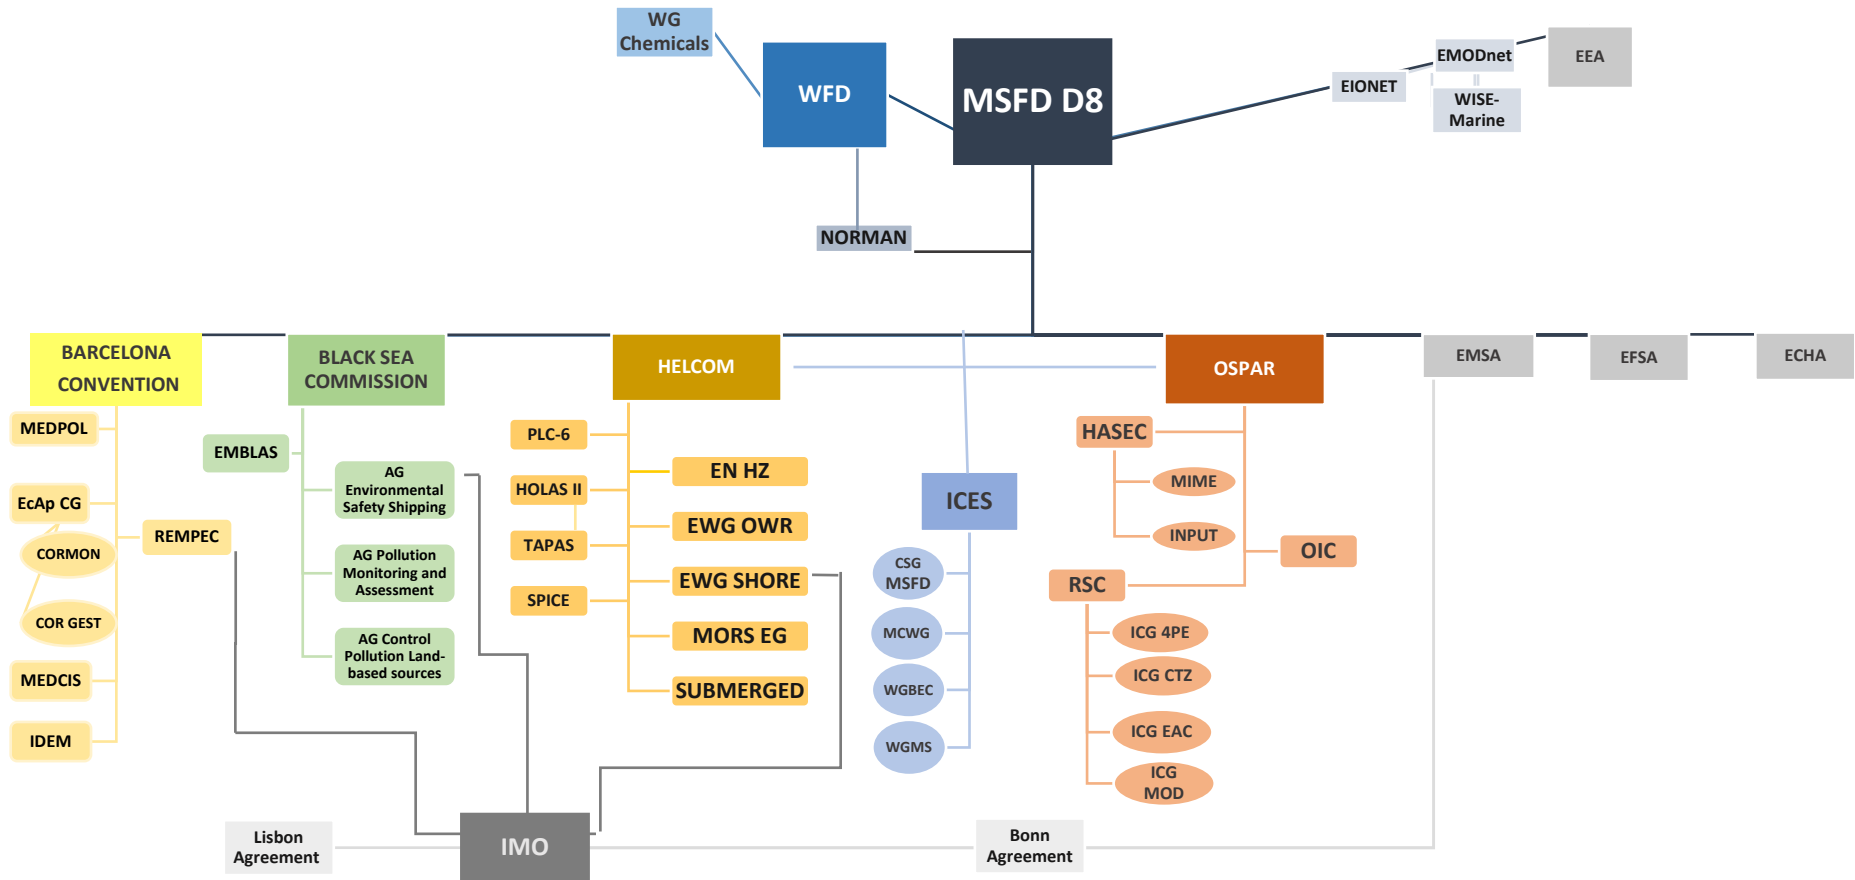 WG
Chemicals
WFD
MSFD D8
EMODnet
EEA
EIONET
WISE-
Marine
NORMAN
BARCELONA
CONVENTION
BLACK SEA
COMMISSION
HELCOM
OSPAR
EMSA
EFSA
ECHA
MEDPOL
EcAp CG
CORMON
REMPEC
COR GEST
MEDCIS
IDEM
EMBLAS
AG
Environmental
Safety Shipping
AG Pollution
Monitoring and
Assessment
AG Control
Pollution Land-
based sources
PLC-6
HOLAS II
TAPAS
SPICE
EN HZ
EWG OWR
EWG SHORE
MORS EG
SUBMERGED
ICES
CSG
MSFD
MCWG
WGBEC
WGMS
HASEC
MIME
INPUT
OIC
RSC
ICG 4PE
ICG CTZ
ICG EAC
ICG
MOD
Lisbon
Agreement
IMO
Bonn
Agreement